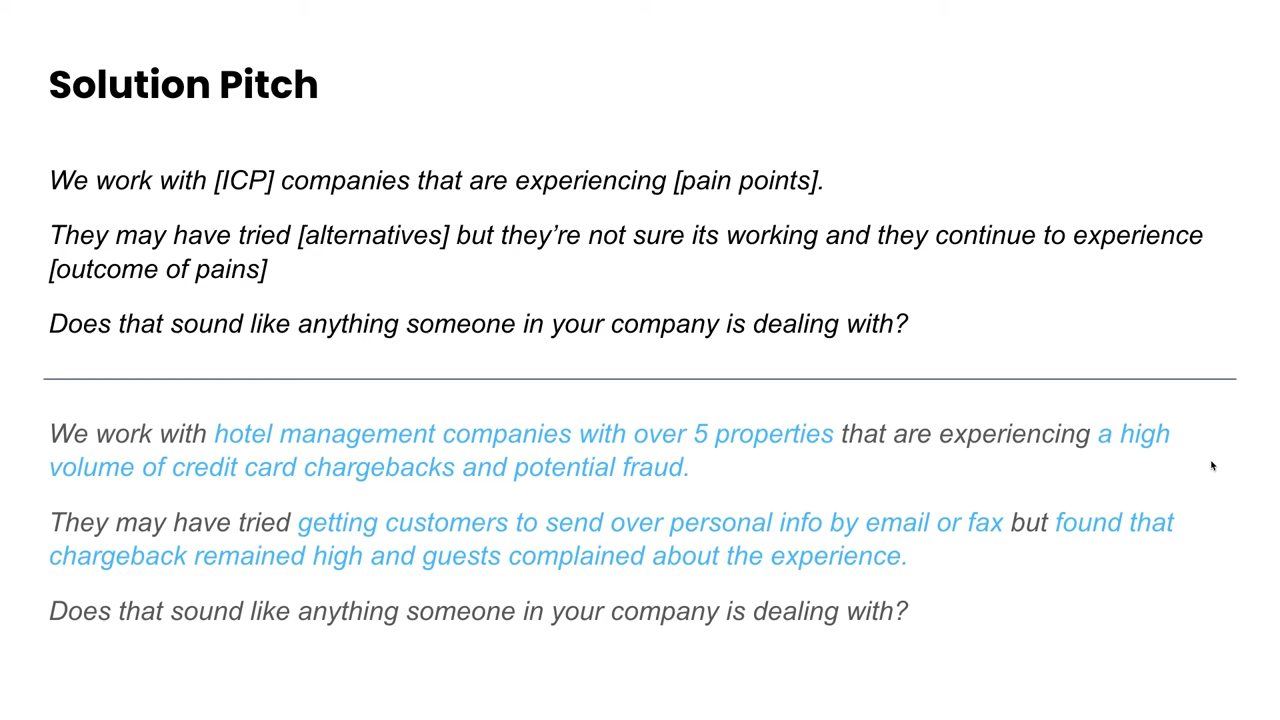 Solution Pitch
We work with [ICP] companies that are experiencing [pain points].
They may have tried [alternatives] but they’re not sure its working and they continue to experience
[outcome of pains]
Does that sound like anything someone in your company is dealing with?
We work with hotel management companies with over 5 properties that are experiencing a high
volume of credit card chargebacks and potential fraud.
They may have tried getting customers to send over personal info by email or fax but found that
chargeback remained high and guests complained about the experience.
Does that sound like anything someone in your company is dealing with?